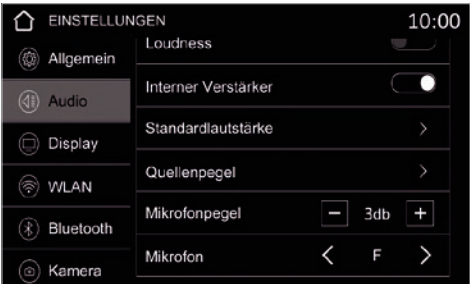 EINSTELLUNGEN 10:00
Allgemein
Audio
Display
WLAN
Bluetooth
Kamera
Loudness
Interner Verstärker
Standardlautstärke >
Quellenpegel >
Mikrofonpegel − 3db +
Mikrofon < F >